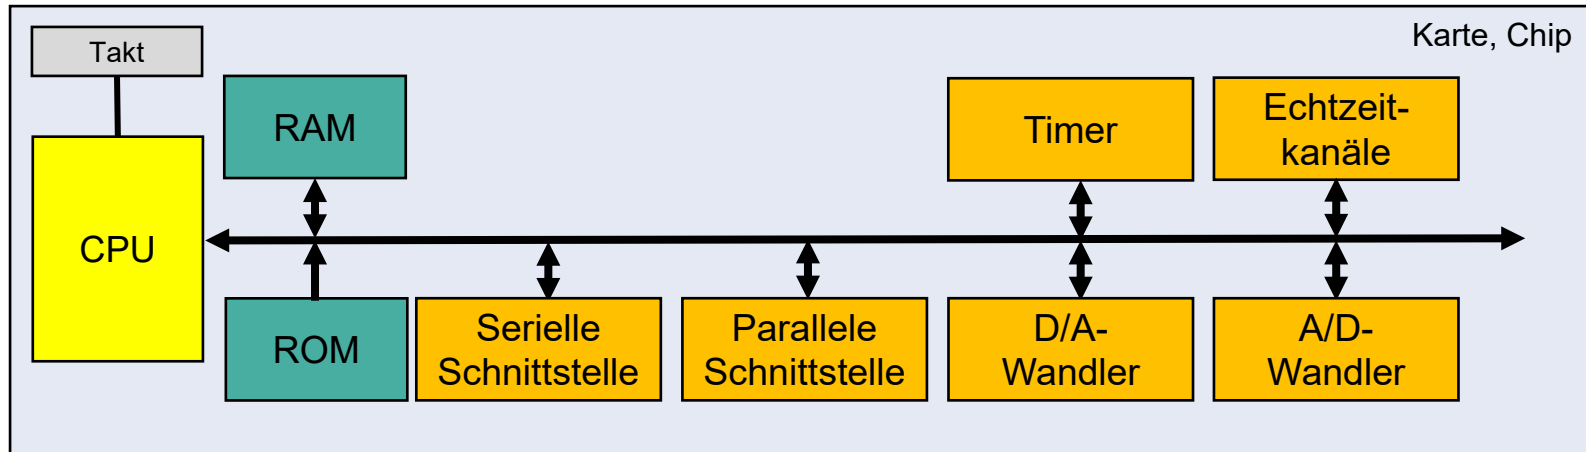 Karte, Chip
Takt
RAM
Timer
Echtzeit-
kanäle
CPU
ROM
Serielle
Schnittstelle
Parallele
Schnittstelle
D/A-
Wandler
A/D-
Wandler